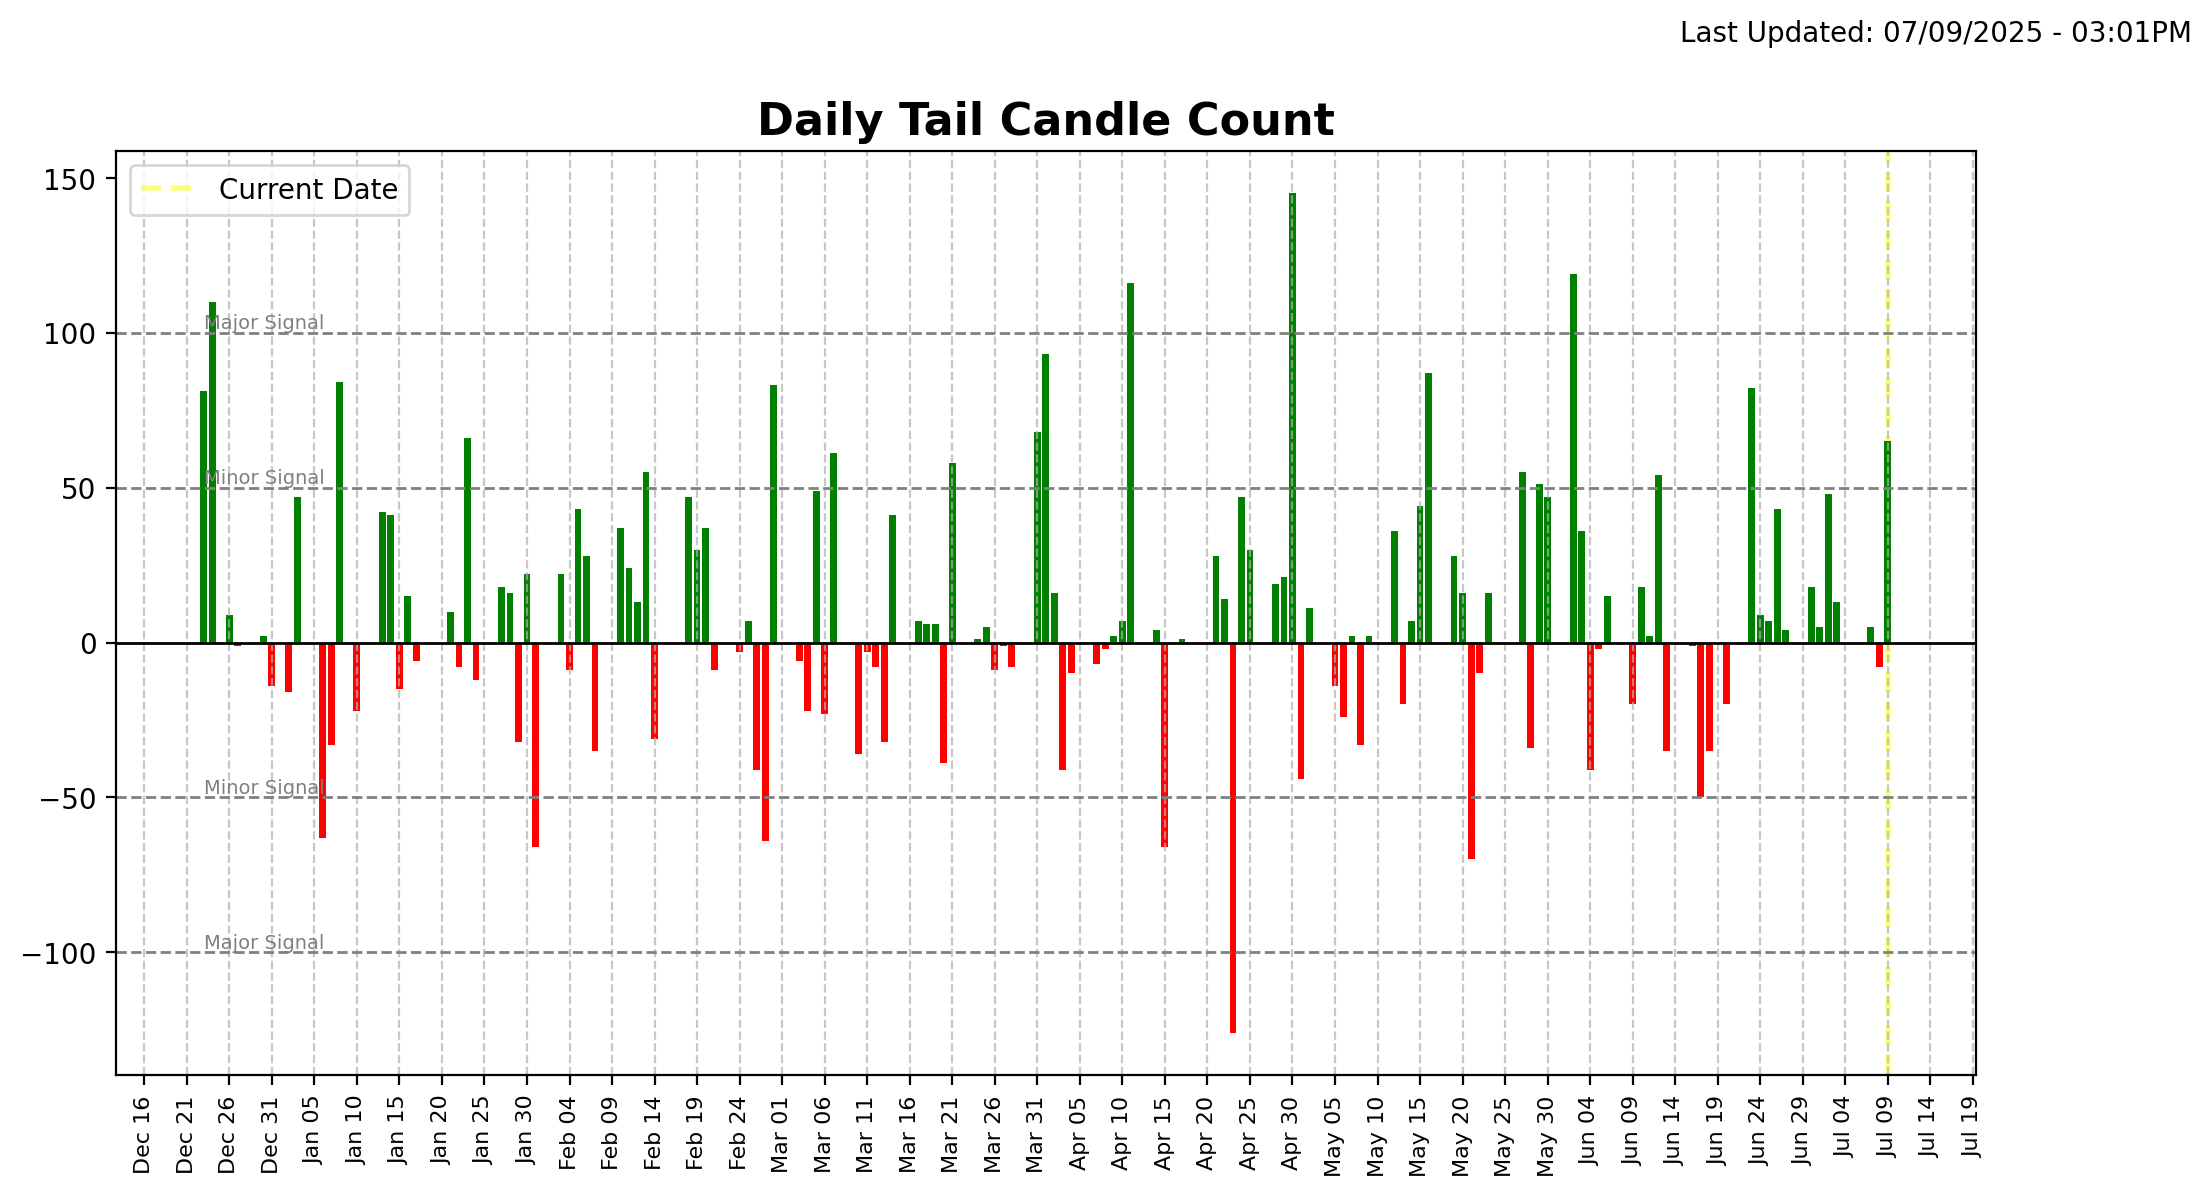 Last Updated: 07/09/2025 - 03:01PM
Daily Tail Candle Count
Current Date
150
100
50
0
−50
−100
Major Signal
Minor Signal
Minor Signal
Major Signal
Dec 16
Dec 21
Dec 26
Dec 31
Jan 05
Jan 10
Jan 15
Jan 20
Jan 25
Jan 30
Feb 04
Feb 09
Feb 14
Feb 19
Feb 24
Mar 01
Mar 06
Mar 11
Mar 16
Mar 21
Mar 26
Mar 31
Apr 05
Apr 10
Apr 15
Apr 20
Apr 25
Apr 30
May 05
May 10
May 15
May 20
May 25
May 30
Jun 04
Jun 09
Jun 14
Jun 19
Jun 24
Jun 29
Jul 04
Jul 09
Jul 14
Jul 19